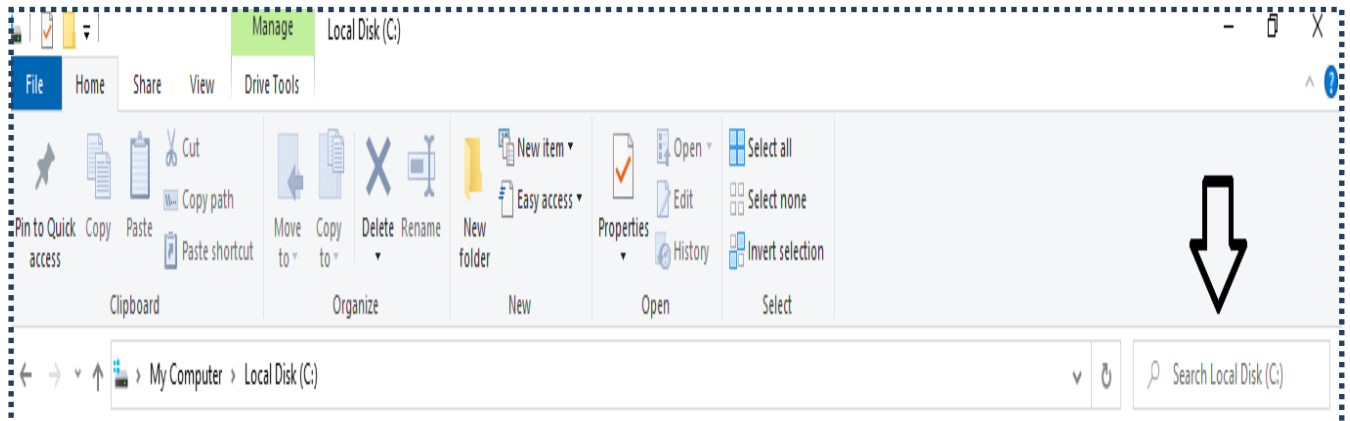 Manage Local Disk (C:)
File Home Share View Drive Tools
Pin to Quick access
Copy
Paste
Cut
Copy path
Paste shortcut
Clipboard
Move to
Copy to
Delete
Rename
Organize
New folder
New item
Easy access
New
Properties
Open
Edit
History
Open
Select all
Select none
Invert selection
Select
My Computer > Local Disk (C:)
Search Local Disk (C:)